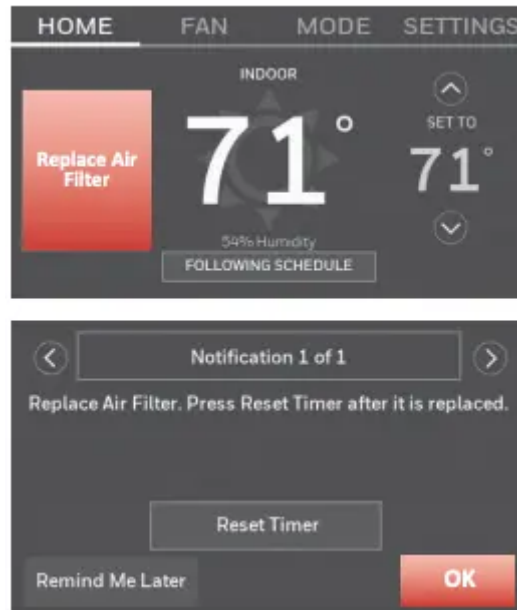 HOME FAN MODE SETTINGS
INDOOR
Replace Air
Filter
71°
SET TO
71°
54% Humidity
FOLLOWING SCHEDULE
Notification 1 of 1
Replace Air Filter. Press Reset Timer after it is replaced.
Reset Timer
Remind Me Later
OK